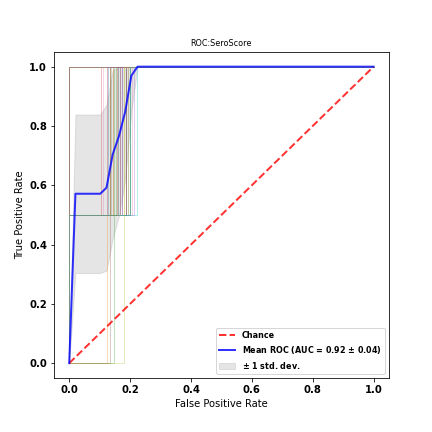 ROC:SeroScore
True Positive Rate
1.0
0.8
0.6
0.4
0.2
0.0
Chance
Mean ROC (AUC = 0.92 ± 0.04)
± 1 std. dev.
0.0 0.2 0.4 0.6 0.8 1.0
False Positive Rate